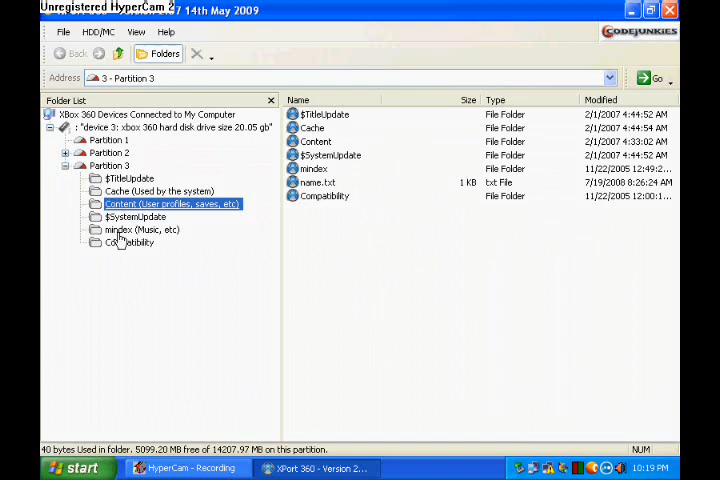 Unregistered HyperCam 2
7 14th May 2009
File HDD/MC View Help
CODEJUNKIES
Back Folders
Address 3 - Partition 3 Go
Folder List
XBox 360 Devices Connected to My Computer
: "device 3: xbox 360 hard disk drive size 20.05 gb"
Partition 1
Partition 2
Partition 3
$TitleUpdate
Cache (Used by the system)
Content (User profiles, saves, etc)
$SystemUpdate
mindex (Music, etc)
Compatibility
Name Size Type Modified
$TitleUpdate File Folder 2/1/2007 4:44:52 AM
Cache File Folder 2/1/2007 4:44:54 AM
Content File Folder 2/1/2007 4:33:02 AM
$SystemUpdate File Folder 2/1/2007 4:44:52 AM
mindex File Folder 11/22/2005 12:49:2...
name.txt 1 KB txt File 7/19/2008 8:26:24 AM
Compatibility File Folder 11/22/2005 12:00:1...
40 bytes Used in folder. 5099.20 MB free of 14207.97 MB on this partition. NUM
start HyperCam - Recording XPort 360 - Version 2... 10:19 PM